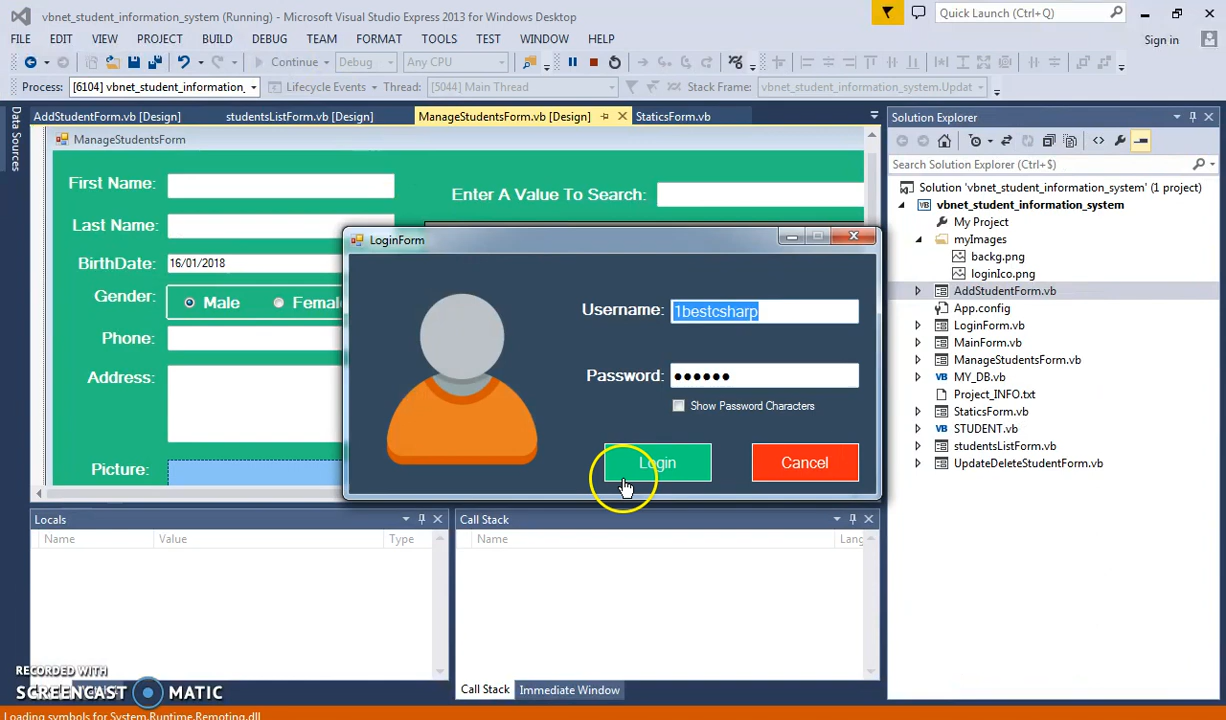 vbnet_student_information_system (Running) - Microsoft Visual Studio Express 2013 for Windows Desktop
Quick Launch (Ctrl+Q)
FILE EDIT VIEW PROJECT BUILD DEBUG TEAM FORMAT TOOLS TEST WINDOW HELP
Sign in
Continue Debug Any CPU
Process: [6104] vbnet_student_information_ Lifecycle Events Thread: [5044] Main Thread Stack Frame: vbnet_student_information_system.Updat
Data Sources
AddStudentForm.vb [Design] studentsListForm.vb [Design] ManageStudentsForm.vb [Design] StaticsForm.vb
ManageStudentsForm
First Name:
Enter A Value To Search:
Last Name:
BirthDate: 16/01/2018
Gender: Male Female
Phone:
Address:
Picture:
LoginForm
Username: 1bestcsharp
Password: ●●●●●●
Show Password Characters
Login Cancel
Solution Explorer
Search Solution Explorer (Ctrl+$)
Solution 'vbnet_student_information_system' (1 project)
vbnet_student_information_system
My Project
myImages
backg.png
loginIco.png
AddStudentForm.vb
App.config
LoginForm.vb
MainForm.vb
ManageStudentsForm.vb
MY_DB.vb
Project_INFO.txt
StaticsForm.vb
STUDENT.vb
studentsListForm.vb
UpdateDeleteStudentForm.vb
Locals
Name Value Type
Call Stack
Name Lang
Call Stack Immediate Window
RECORDED WITH
SCREENCAST MATIC
Loading symbols for System.Runtime.Remoting.dll